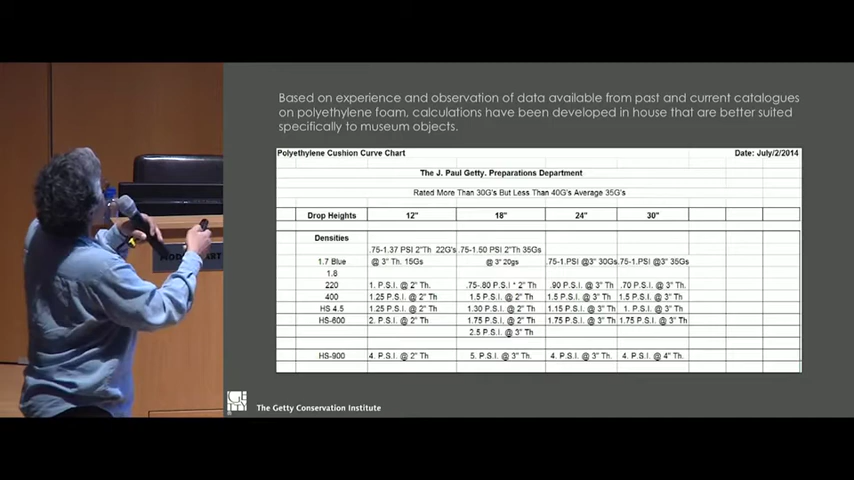 Based on experience and observation of data available from past and current catalogues
on polyethylene foam, calculations have been developed in house that are better suited
specifically to museum objects.
Polyethylene Cushion Curve Chart Date: July/2/2014
The J. Paul Getty. Preparations Department
Rated More Than 30G's But Less Than 40G's Average 35G's
Drop Heights 12" 18" 24" 30"
Densities
.75-1.37 PSI 2"Th 22G's .75-1.50 PSI 2"Th 35Gs
1.7 Blue @ 3" Th. 15Gs @ 3" 20gs .75-1.PSI @3" 30Gs .75-1.PSI @3" 35Gs
1.8
220 1. P.S.I. @ 2" Th. .75-.80 P.S.I * 2" Th .90 P.S.I. @ 3" Th .70 P.S.I. @ 3" Th.
400 1.25 P.S.I. @ 2" Th 1.5 P.S.I. @ 2" Th 1.5 P.S.I. @ 3" Th 1.5 P.S.I. @ 3" Th
HS 4.5 1.25 P.S.I. @ 2" Th 1.30 P.S.I. @ 2" Th 1.15 P.S.I. @ 3" Th 1. P.S.I. @ 3" Th
HS-600 2. P.S.I. @ 2" Th 1.75 P.S.I. @ 2" Th 1.75 P.S.I. @ 3" Th 1.75 P.S.I. @ 3" Th
2.5 P.S.I. @ 3" Th
HS-900 4. P.S.I. @ 2" Th 5. P.S.I. @ 3" Th. 4. P.S.I. @ 3" Th. 4. P.S.I. @ 4" Th.
The Getty Conservation Institute